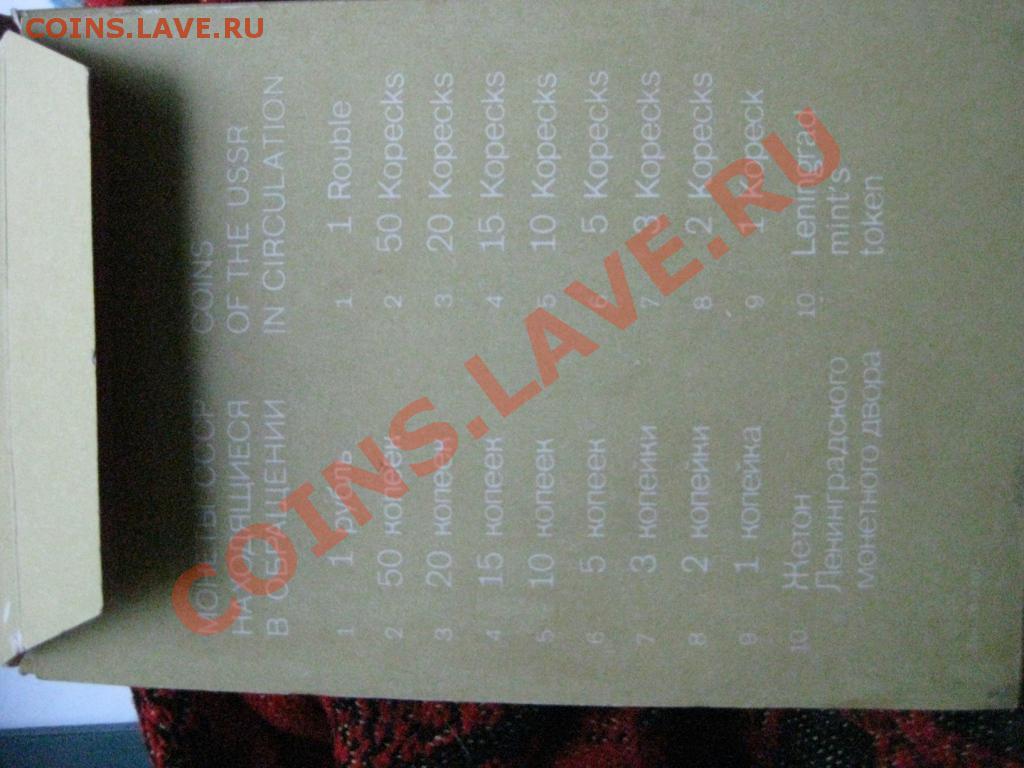 COINS.LAVE.RU
МОНЕТЫ СССР
НАХОДЯЩИЕСЯ
В ОБРАЩЕНИИ
1 1 рубль
2 50 копеек
3 20 копеек
4 15 копеек
5 10 копеек
6 5 копеек
7 3 копейки
8 2 копейки
9 1 копейка
10 Жетон
Ленинградского
монетного двора
COINS
OF THE USSR
IN CIRCULATION
1 1 Rouble
2 50 Kopecks
3 20 Kopecks
4 15 Kopecks
5 10 Kopecks
6 5 Kopecks
7 3 Kopecks
8 2 Kopecks
9 1 Kopeck
10 Leningrad
mint's
token
COINS.LAVE.RU